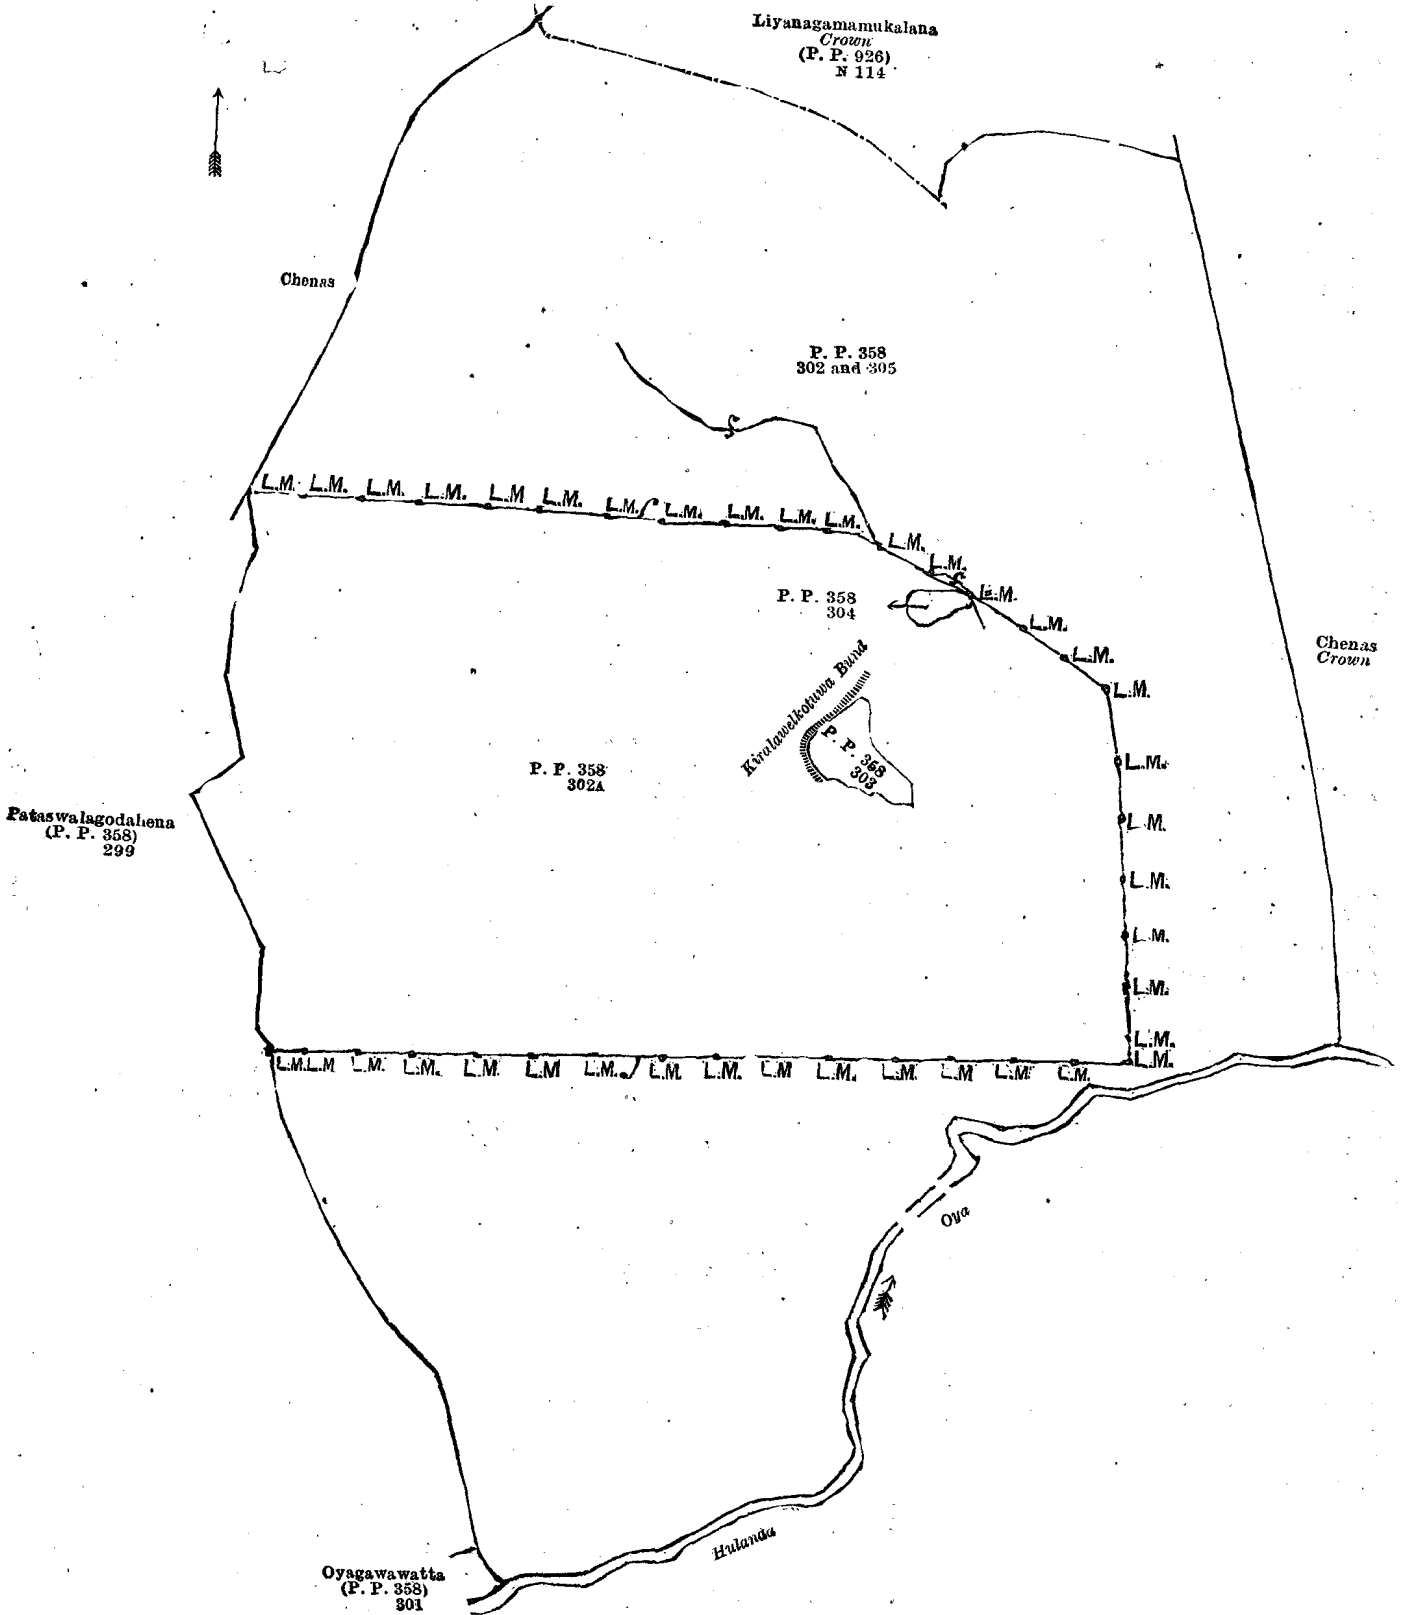 Liyanagamamukalana
Crown
(P. P. 926)
N 114
Chenas
P. P. 358
302 and 305
L.M. L.M. L.M. L.M. L.M L.M. L.M. L.M. L.M. L.M. L.M.
L.M.
L.M.
L.M.
P. P. 358
304
L.M.
L.M.
Chenas
Crown
L.M.
Kiralawelkotuwa Bund
P. P. 358
303
P. P. 358
302A
L.M.
Pataswalagodahena
(P. P. 358)
299
L.M.
L.M.
L.M.
L.M.
L.M.
L.M.
L.M. L.M L.M. L.M. L.M. L.M L.M. L.M. L.M. L.M L.M. L.M. L.M L.M. L.M.
Oya
Hulanda
Oyagawawatta
(P. P. 358)
301